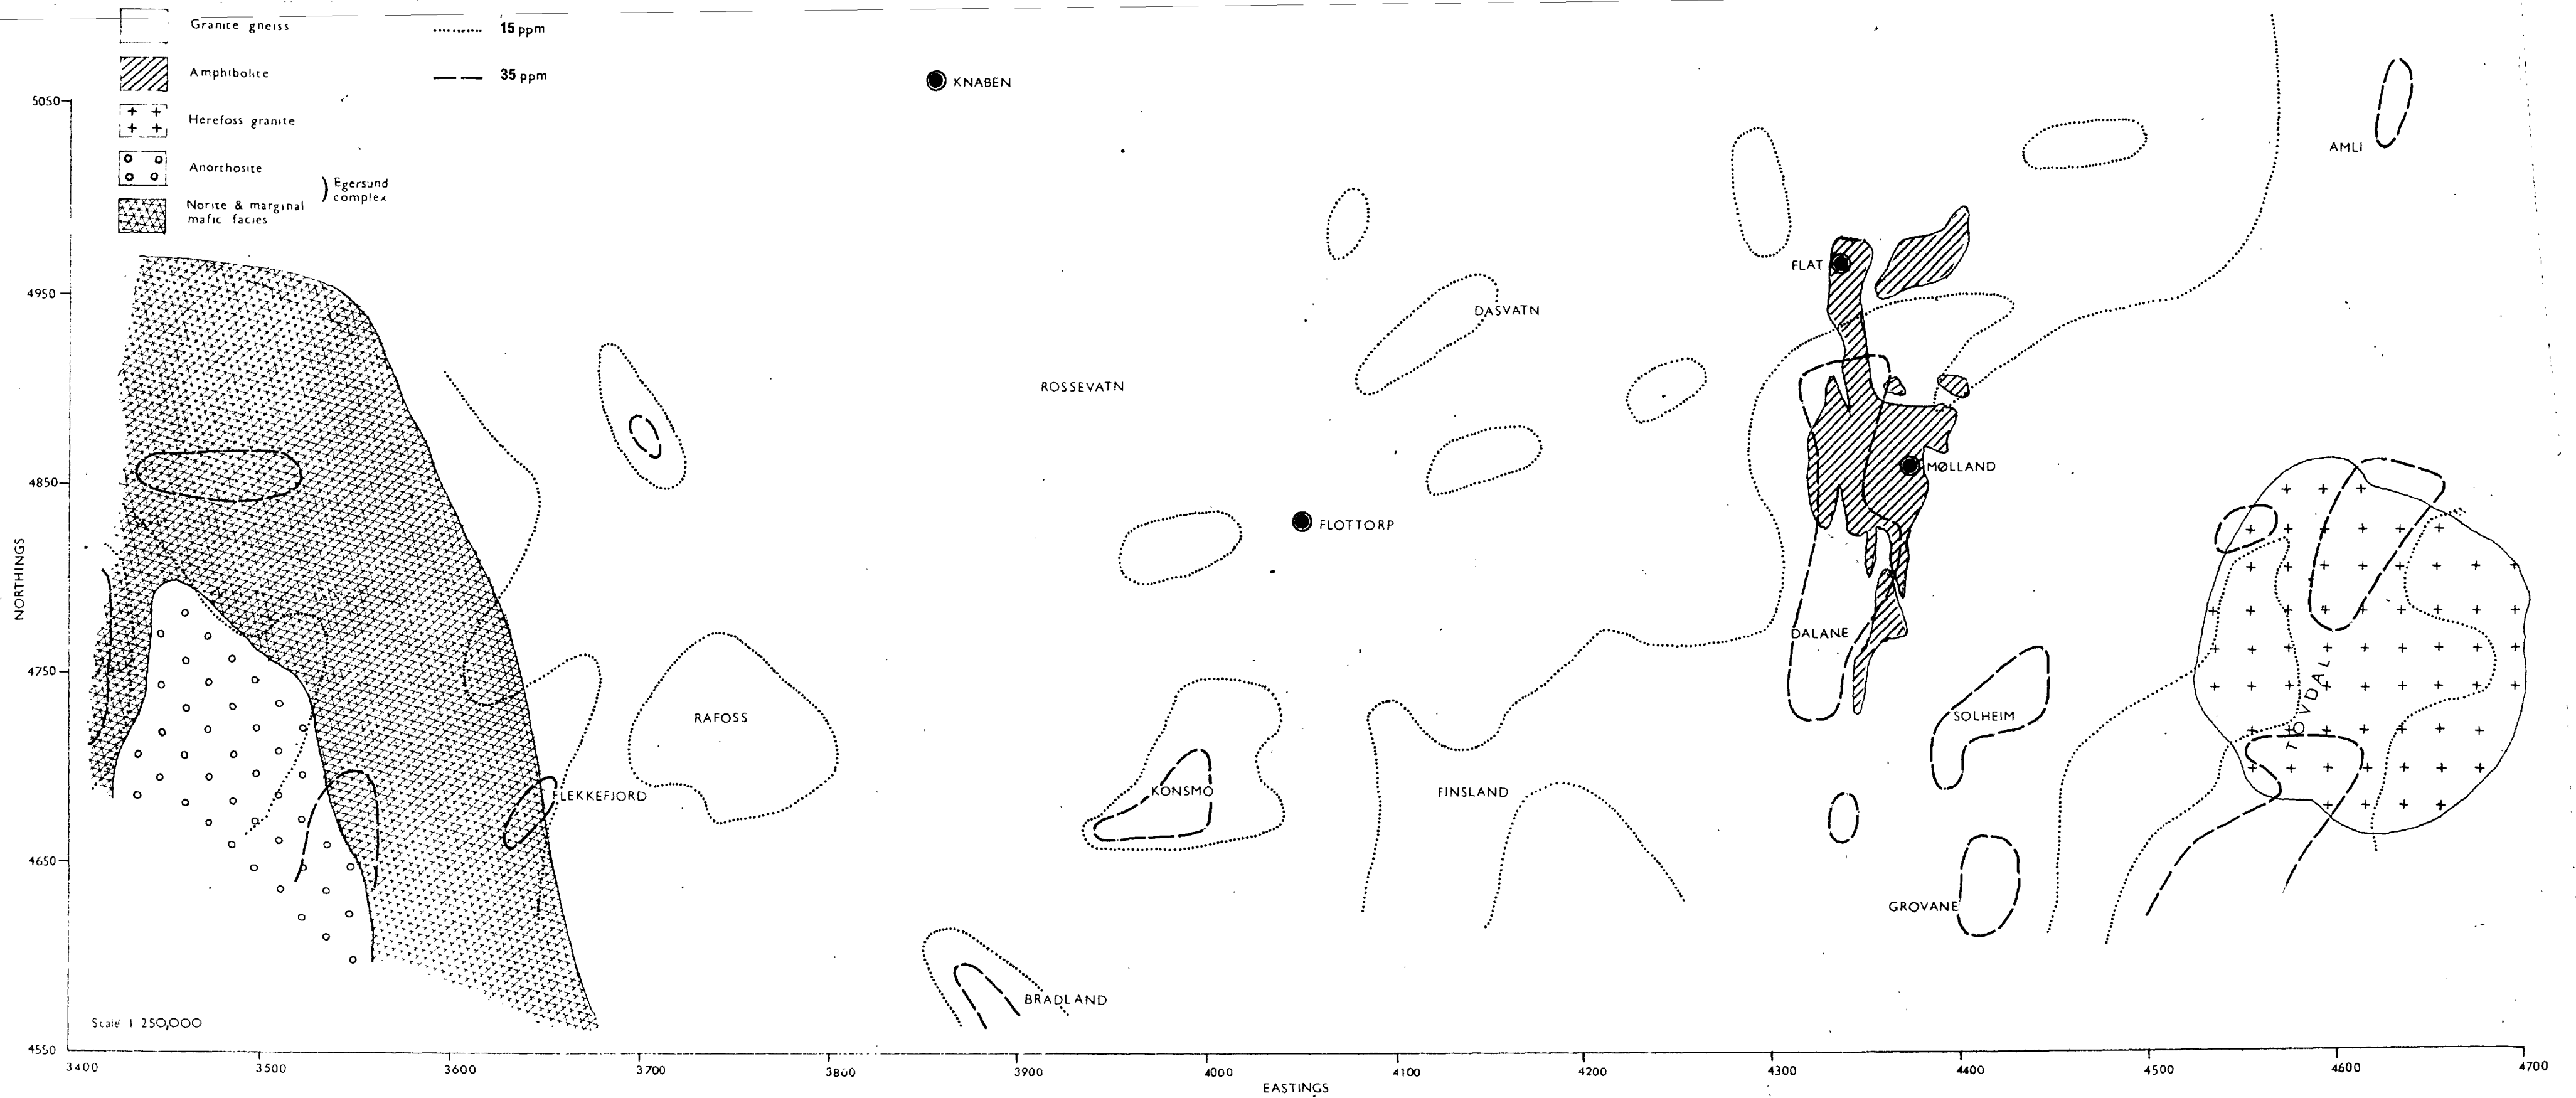 Granite gneiss
Amphibolite
Herefoss granite
Anorthosite
Norite & marginal
mafic facies
) Egersund
complex
15 ppm
35 ppm
KNABEN
AMLI
FLAT
DASVATN
ROSSEVATN
MØLLAND
FLOTTORP
DALANE
TOVDAL
RAFOSS
SOLHEIM
FLEKKEFJORD
KONSMO
FINSLAND
GROVANE
BRADLAND
Scale 1 250,000
NORTHINGS
5050
4950
4850
4750
4650
4550
3400 3500 3600 3700 3800 3900 4000 4100 4200 4300 4400 4500 4600 4700
EASTINGS